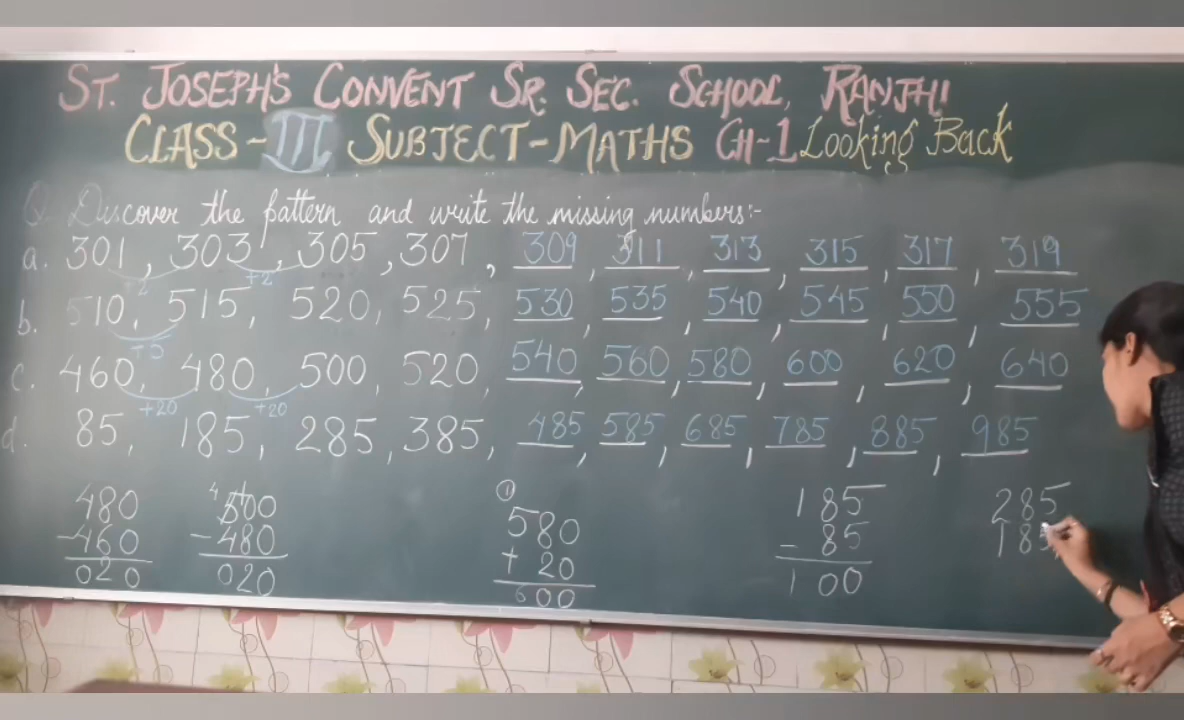 ST. JOSEPH'S CONVENT SR. SEC. SCHOOL, RANJHI
CLASS-III SUBJECT-MATHS CH-1 Looking Back
Q. Discover the pattern and write the missing numbers:-
a. 301, 303, 305, 307, 309, 311, 313, 315, 317, 319
+2 +2
b. 510, 515, 520, 525, 530, 535, 540, 545, 550, 555
+5
c. 460, 480, 500, 520, 540, 560, 580, 600, 620, 640
+20 +20
d. 85, 185, 285, 385, 485, 585, 685, 785, 885, 985
480 4 1 500 1 580 185 285
-460 -480 + 20 - 85 185
020 020 600 100